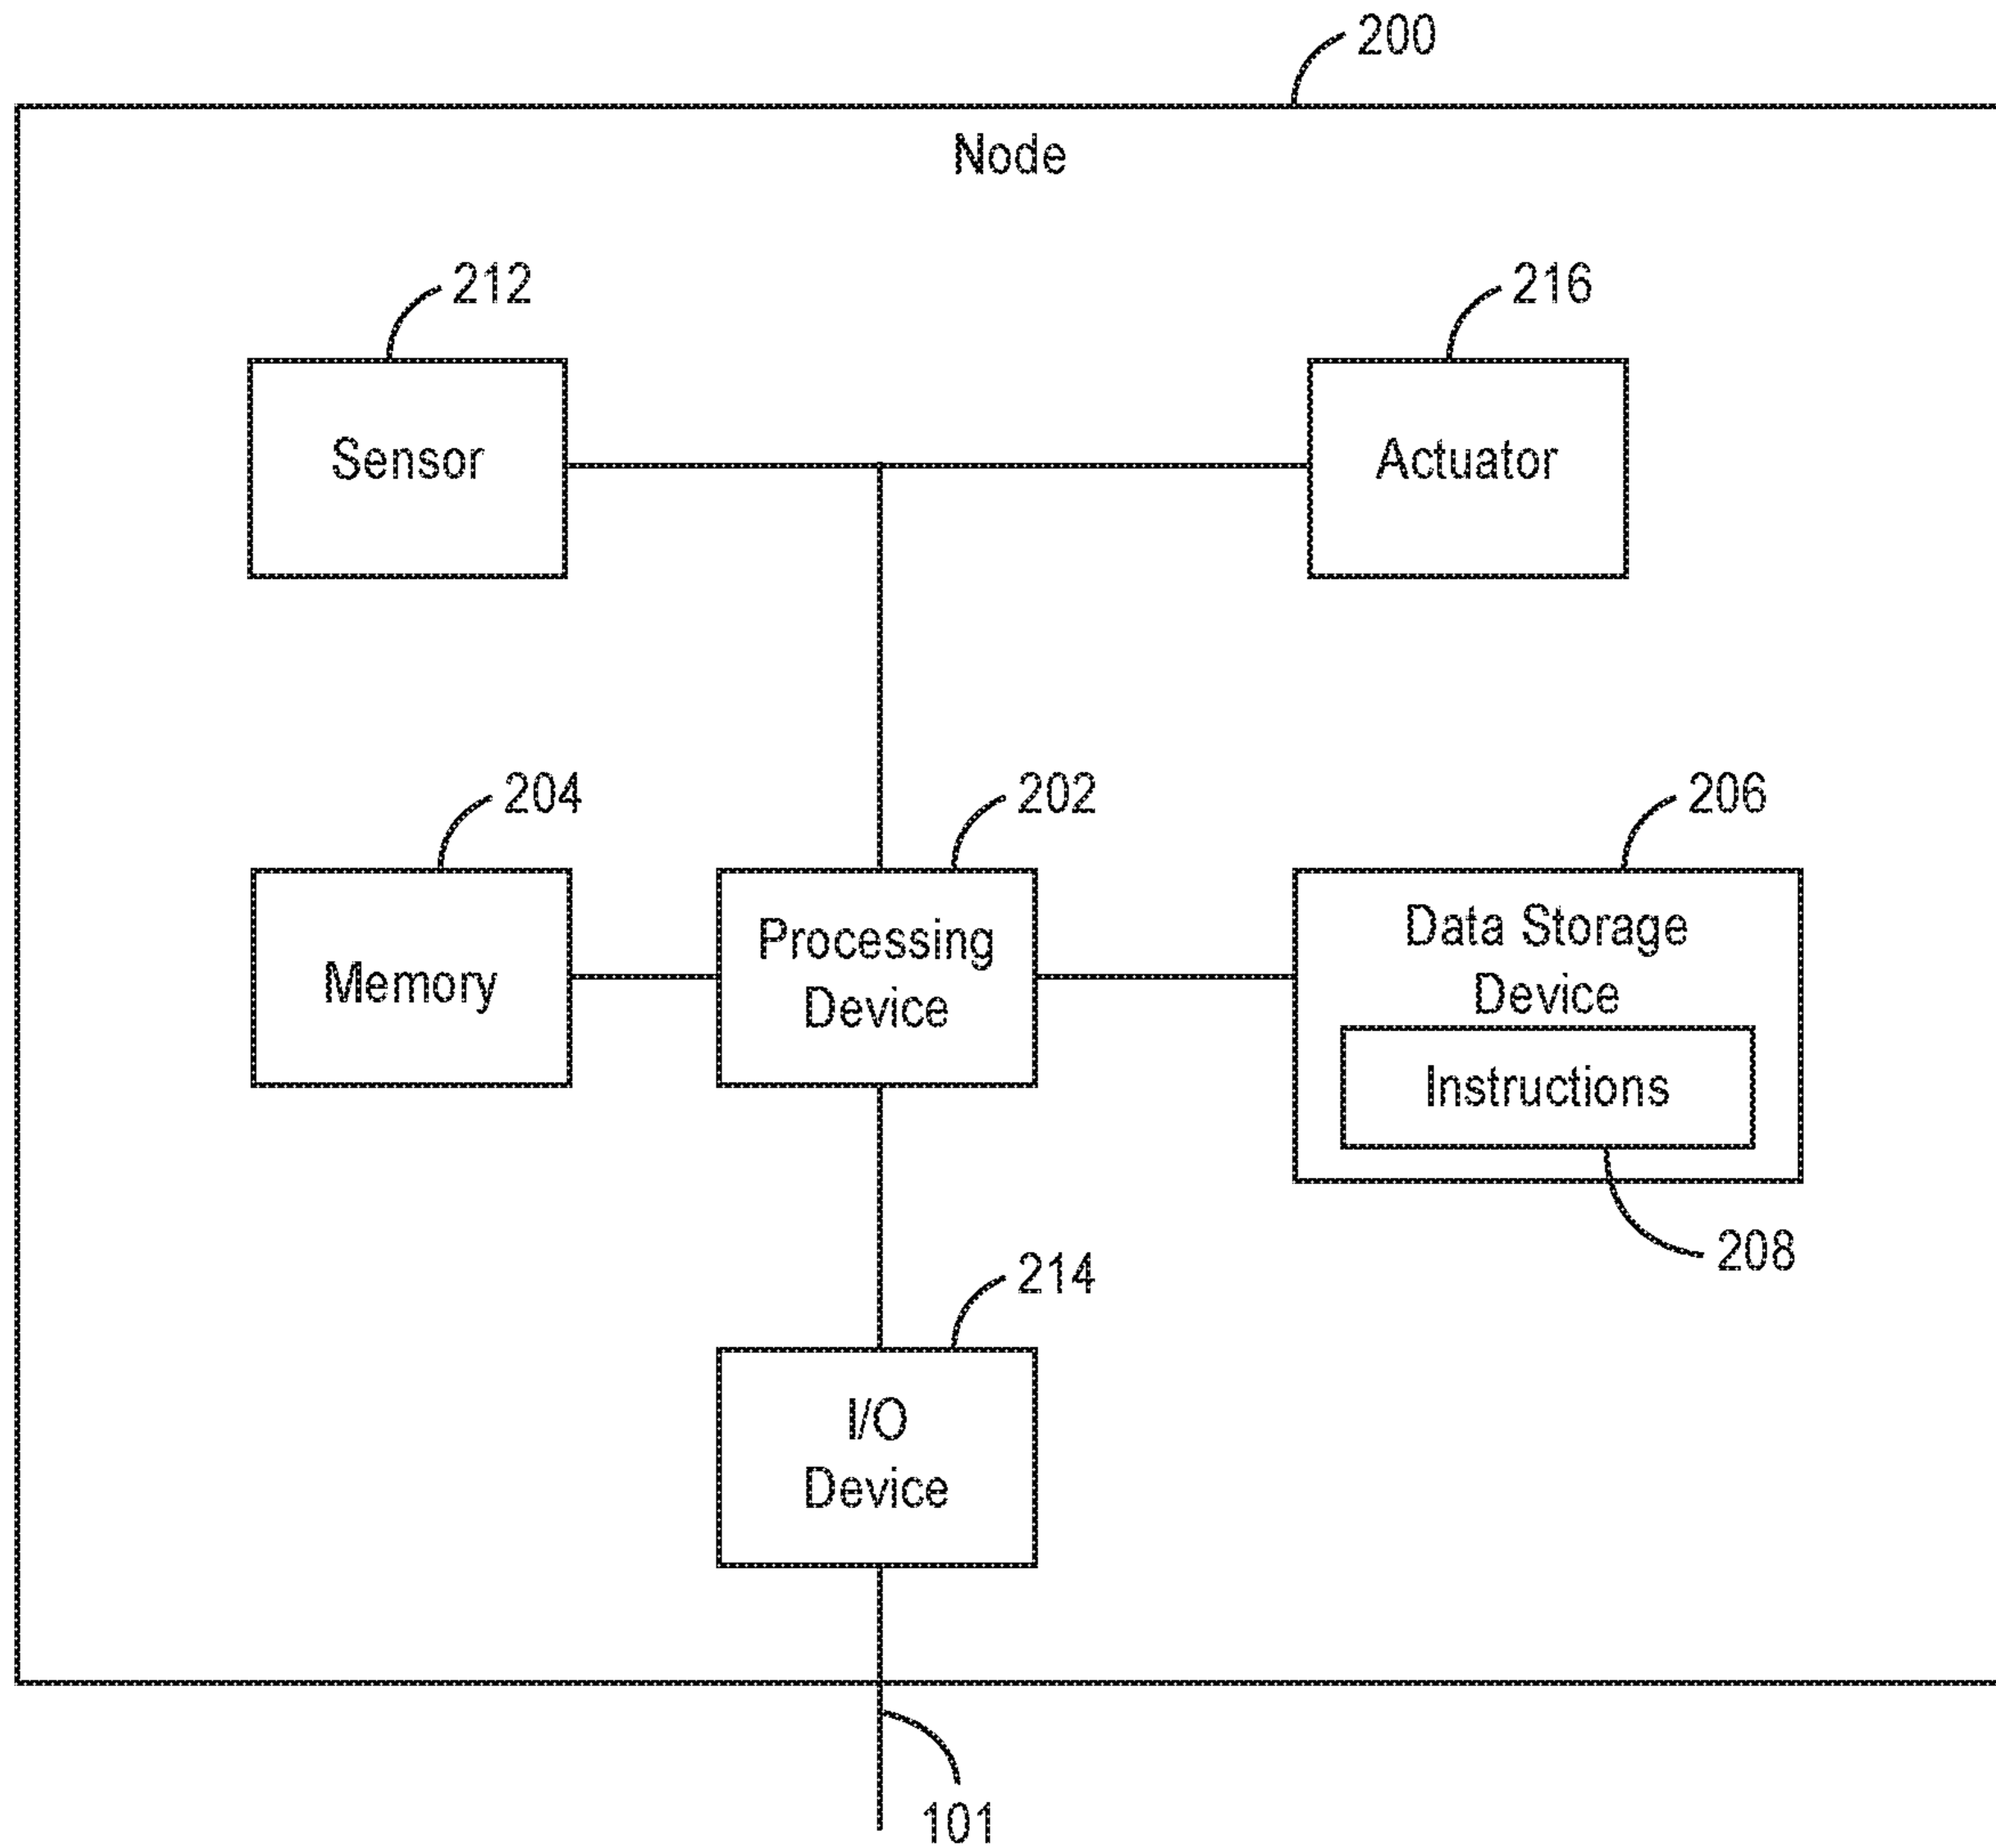 200
Node
212
216
Sensor
Actuator
204
202
206
Memory
Processing
Device
Data Storage
Device
Instructions
208
214
I/O
Device
101